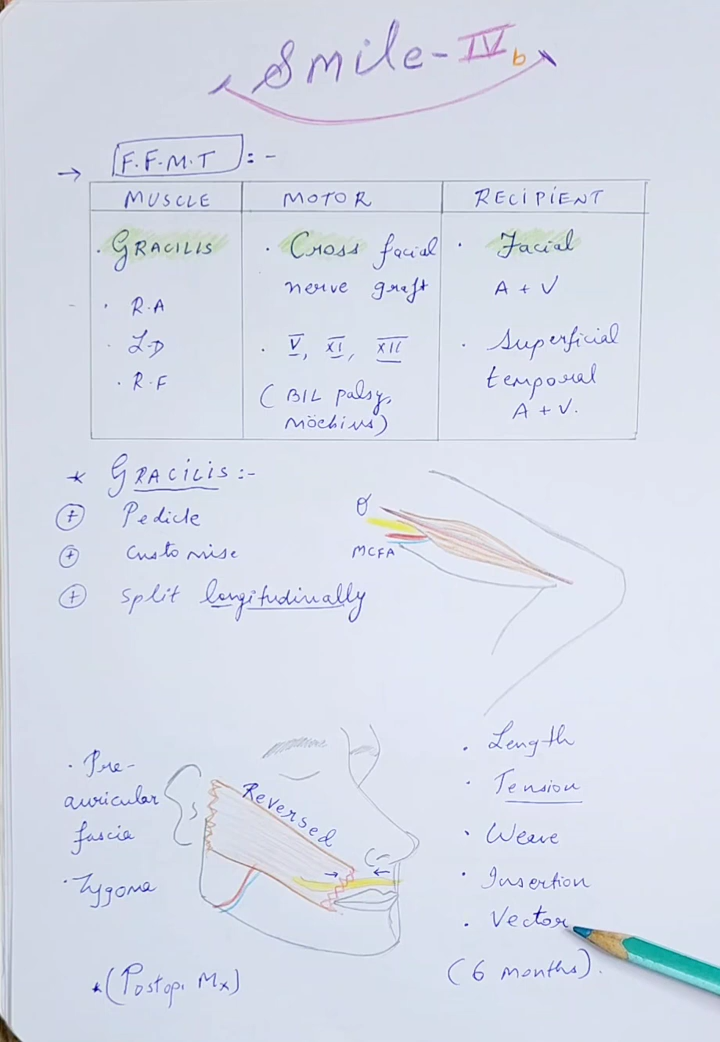 Smile-IV b
→ F.F.M.T :-
MUSCLE MOTOR RECIPIENT
· GRACILIS · Cross facial · Facial
nerve graft A + V
· R.A
· L.D · V, XI, XII · Superficial
· R.F temporal
(BIL palsy, A + V.
möebius)
* GRACILIS :-
+ Pedicle
+ Customise
+ Split longitudinally
MCFA
· Pre-
auricular
fascia
· Zygoma
Reversed
· Length
· Tension
· Weave
· Insertion
· Vector
*(Postop. Mx)
(6 months).